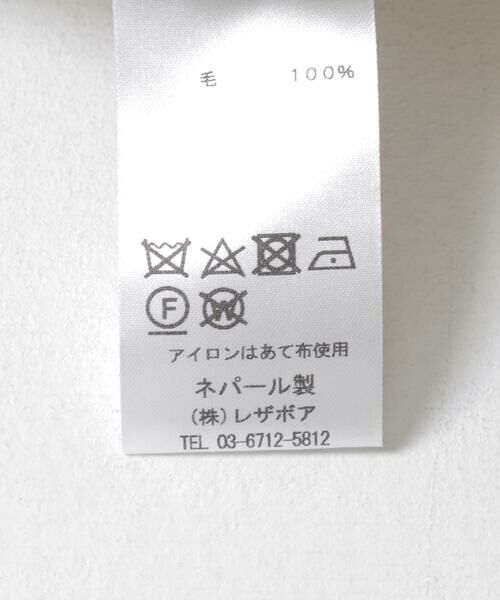 毛 100%
F W
アイロンはあて布使用
ネパール製
(株)レザボア
TEL 03-6712-5812